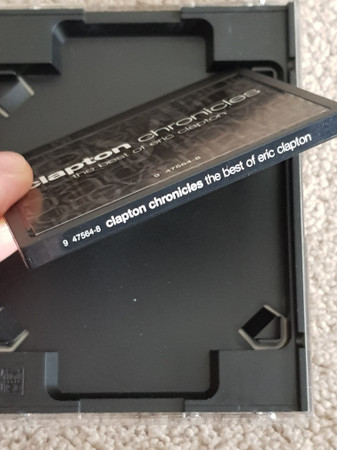 clapton chronicles
the best of eric clapton
9 47564-8
9 47564-8 clapton chronicles the best of eric clapton